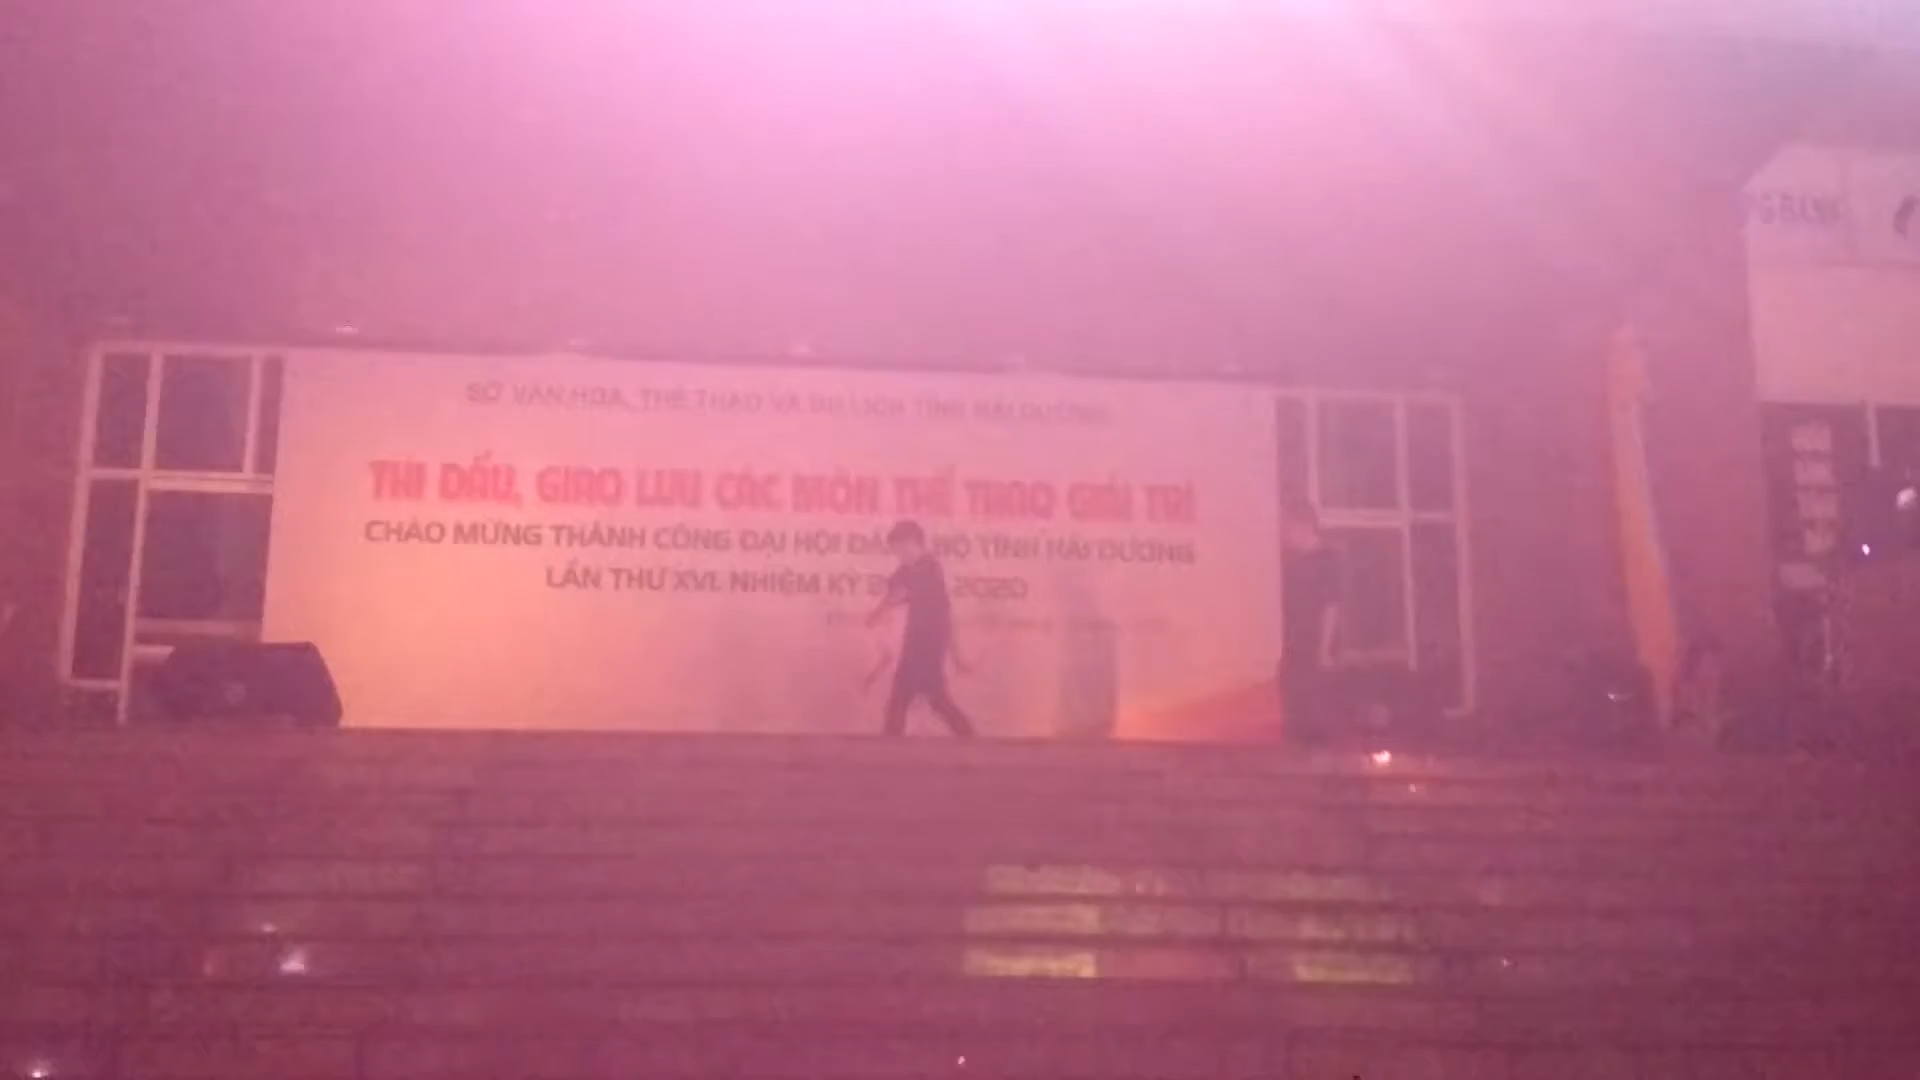 SỞ VĂN HÓA, THỂ THAO VÀ DU LỊCH TỈNH HẢI DƯƠNG
THI ĐẤU, GIAO LƯU CÁC MÔN THỂ THAO GIẢI TRÍ
CHÀO MỪNG THÀNH CÔNG ĐẠI HỘI BỘ TỈNH HẢI DƯƠNG
LẦN THỨ XVI. NHIỆM KỲ 2020
G BANK